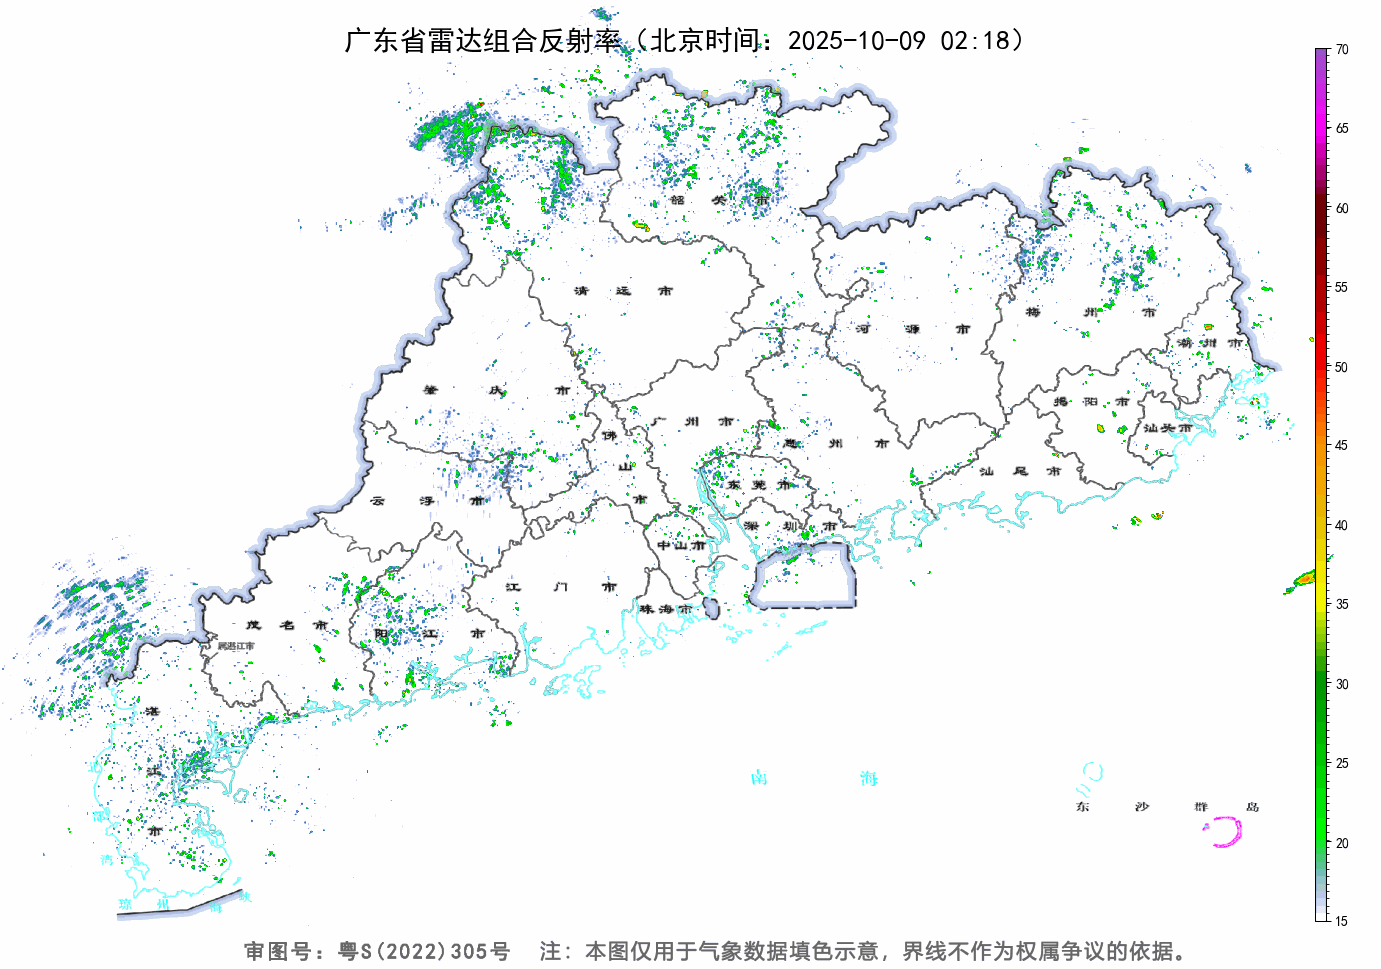 广东省雷达组合反射率（北京时间：2025-10-09 02:18）
70
65
60
55
50
45
40
35
30
25
20
15
韶关市
清远市
河源市
梅州市
潮州市
肇庆市
广州市
佛山市
惠州市
揭阳市
汕头市
汕尾市
云浮市
东莞市
深圳市
中山市
江门市
珠海市
茂名市
阳江市
属湛江市
湛江市
南海
东沙群岛
北部湾
琼州海峡
审图号：粤S(2022)305号 注：本图仅用于气象数据填色示意，界线不作为权属争议的依据。